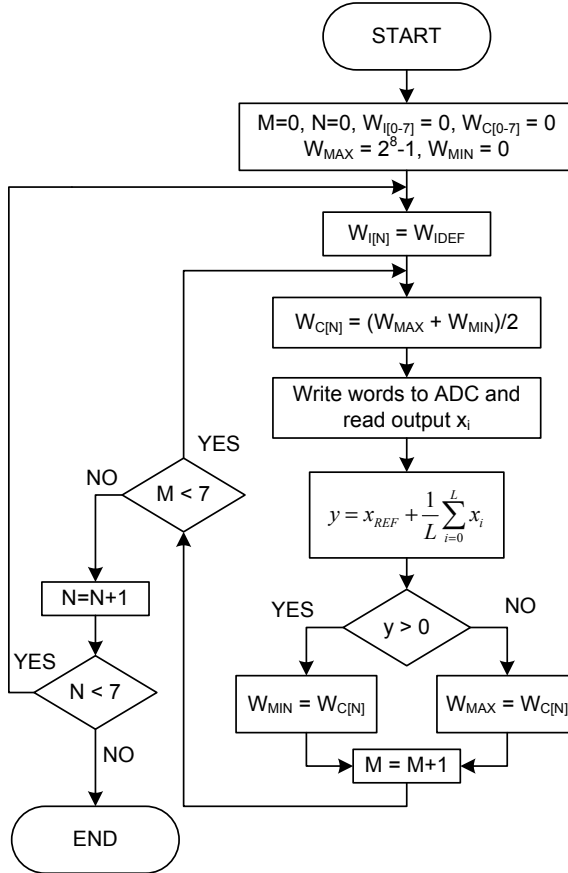 START
M=0, N=0, W_I[0-7] = 0, W_C[0-7] = 0
W_MAX = 2^8-1, W_MIN = 0
W_I[N] = W_IDEF
W_C[N] = (W_MAX + W_MIN)/2
Write words to ADC and
read output x_i
y = x_REF + 1/L ∑_{i=0}^{L} x_i
y > 0
YES
NO
W_MIN = W_C[N]
W_MAX = W_C[N]
M = M+1
M < 7
YES
NO
N=N+1
N < 7
YES
NO
END